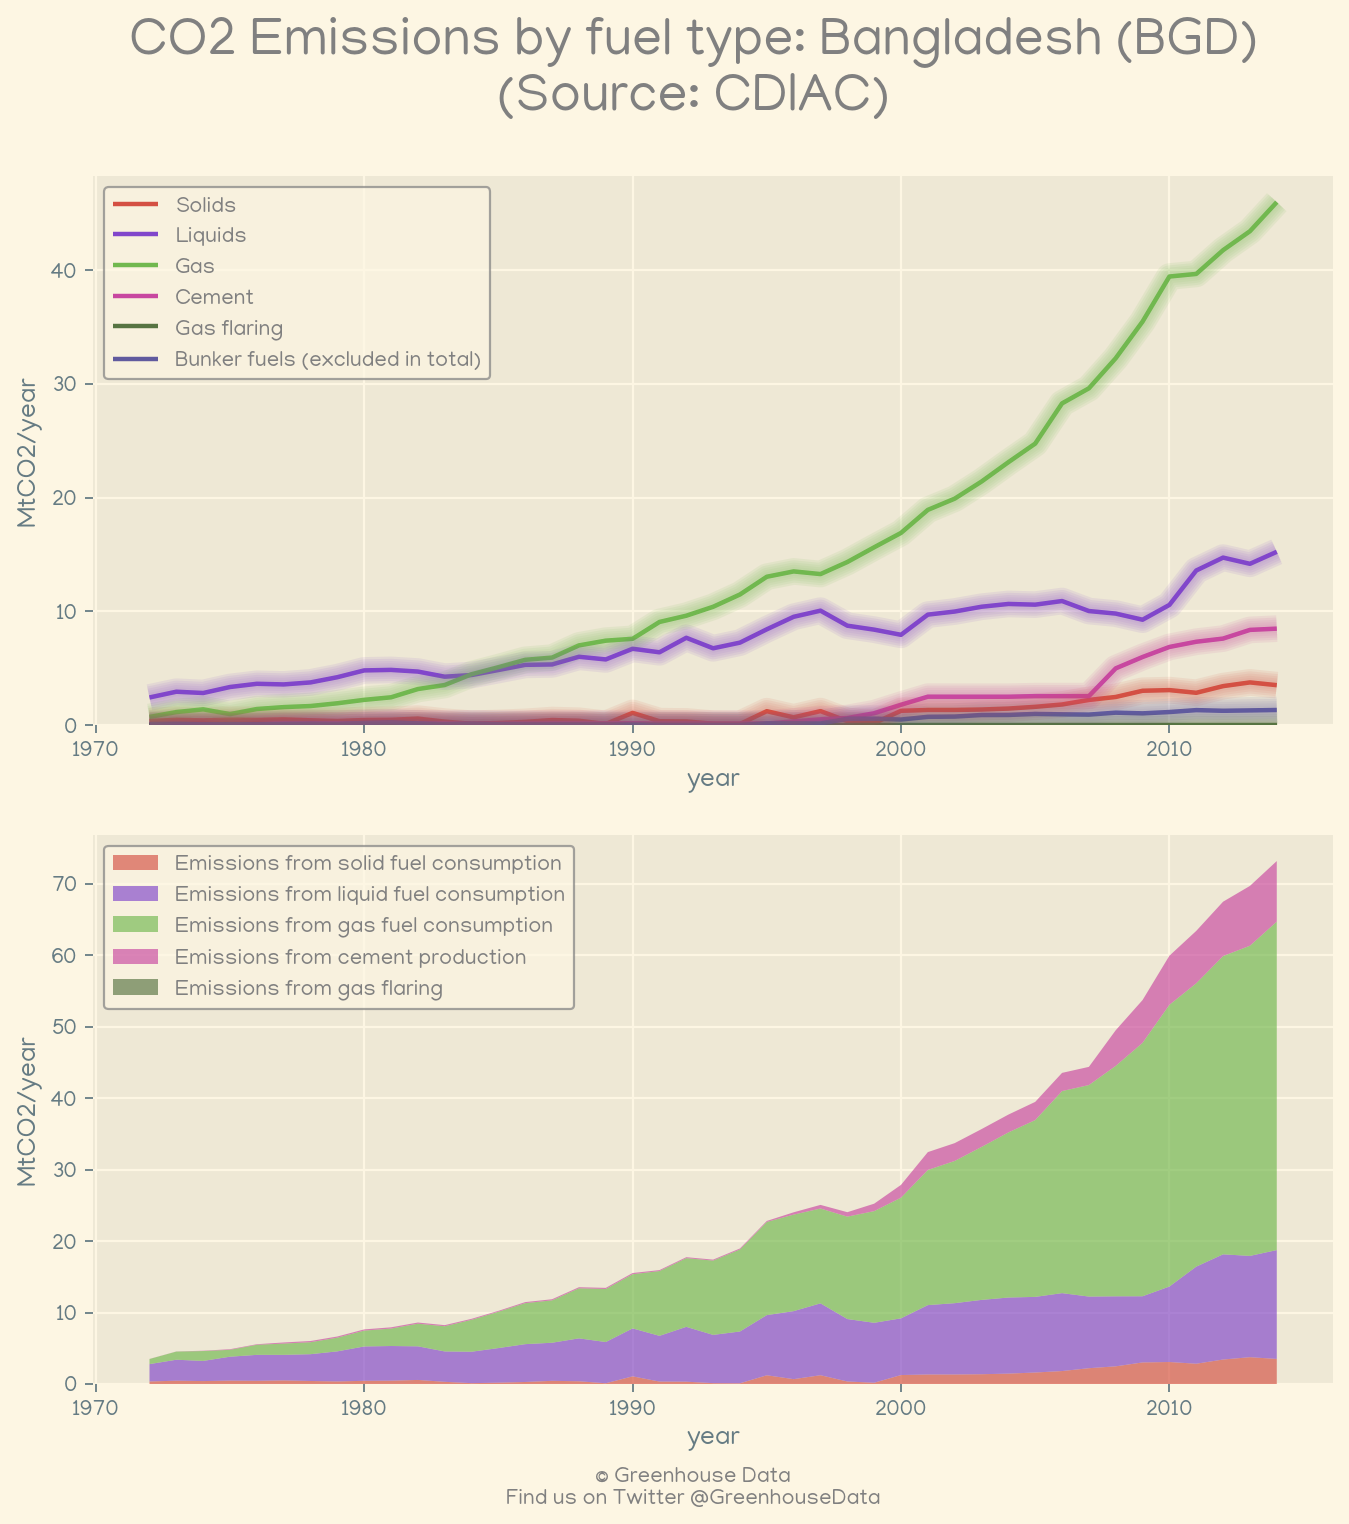 CO2 Emissions by fuel type: Bangladesh (BGD)
(Source: CDIAC)
Solids
Liquids
Gas
Cement
Gas flaring
Bunker fuels (excluded in total)
MtCO2/year
40
30
20
10
0
1970 1980 1990 2000 2010
year
Emissions from solid fuel consumption
Emissions from liquid fuel consumption
Emissions from gas fuel consumption
Emissions from cement production
Emissions from gas flaring
MtCO2/year
70
60
50
40
30
20
10
0
1970 1980 1990 2000 2010
year
© Greenhouse Data
Find us on Twitter @GreenhouseData